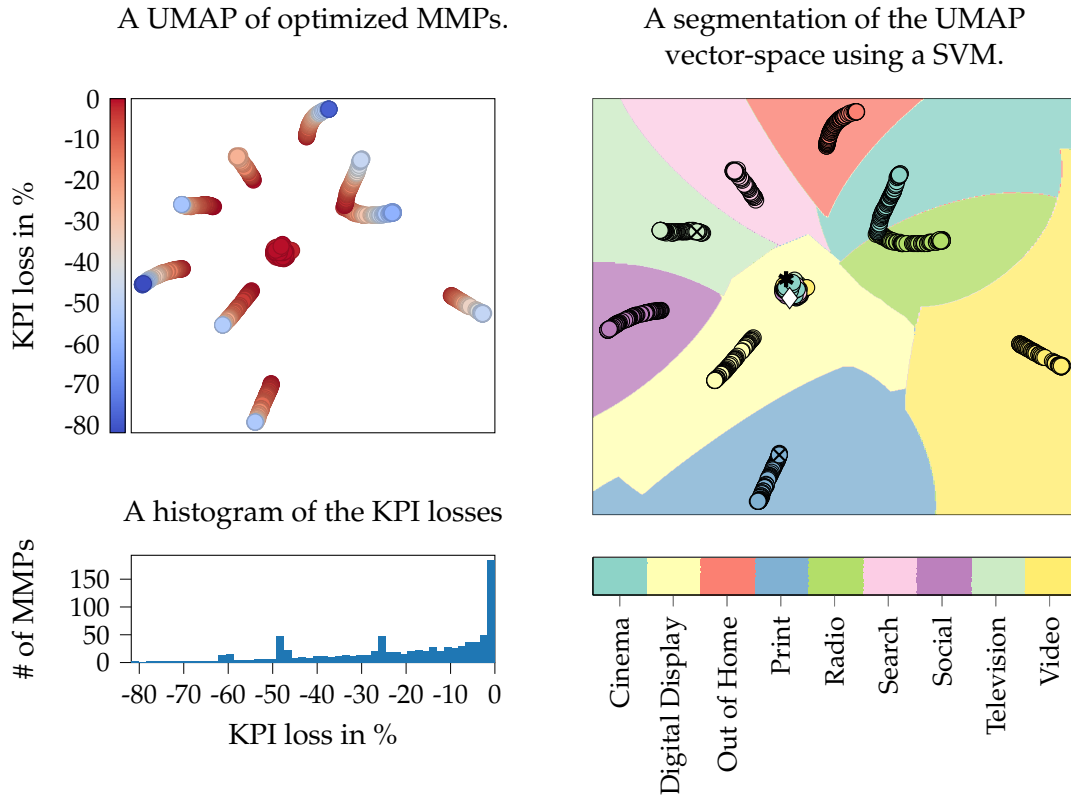 A UMAP of optimized MMPs.
A segmentation of the UMAP
vector-space using a SVM.
KPI loss in %
0
-10
-20
-30
-40
-50
-60
-70
-80
A histogram of the KPI losses
# of MMPs
150
100
50
0
-80 -70 -60 -50 -40 -30 -20 -10 0
KPI loss in %
Cinema
Digital Display
Out of Home
Print
Radio
Search
Social
Television
Video